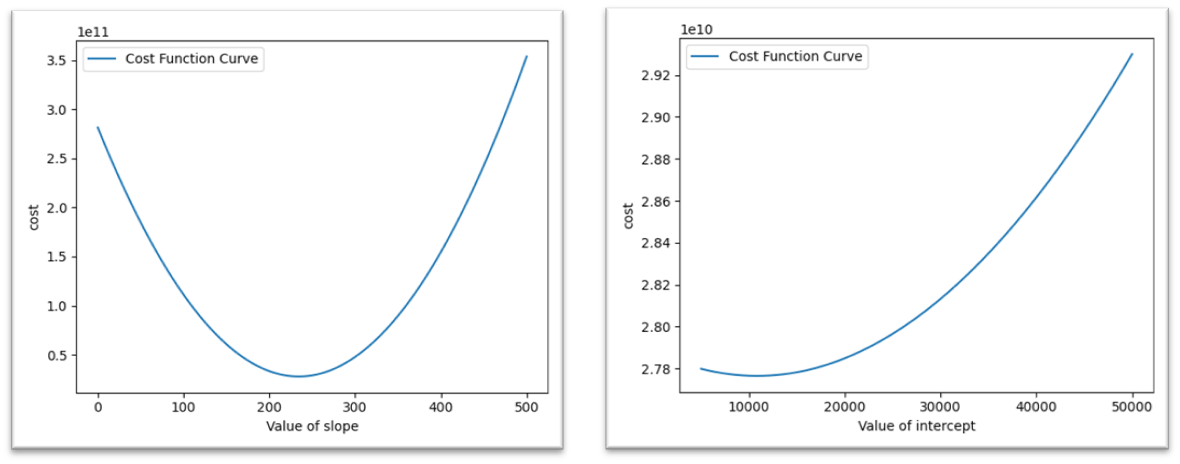 1e11
Cost Function Curve
3.5
3.0
2.5
2.0
1.5
1.0
0.5
cost
0 100 200 300 400 500
Value of slope
1e10
Cost Function Curve
2.92
2.90
2.88
2.86
2.84
2.82
2.80
2.78
cost
10000 20000 30000 40000 50000
Value of intercept